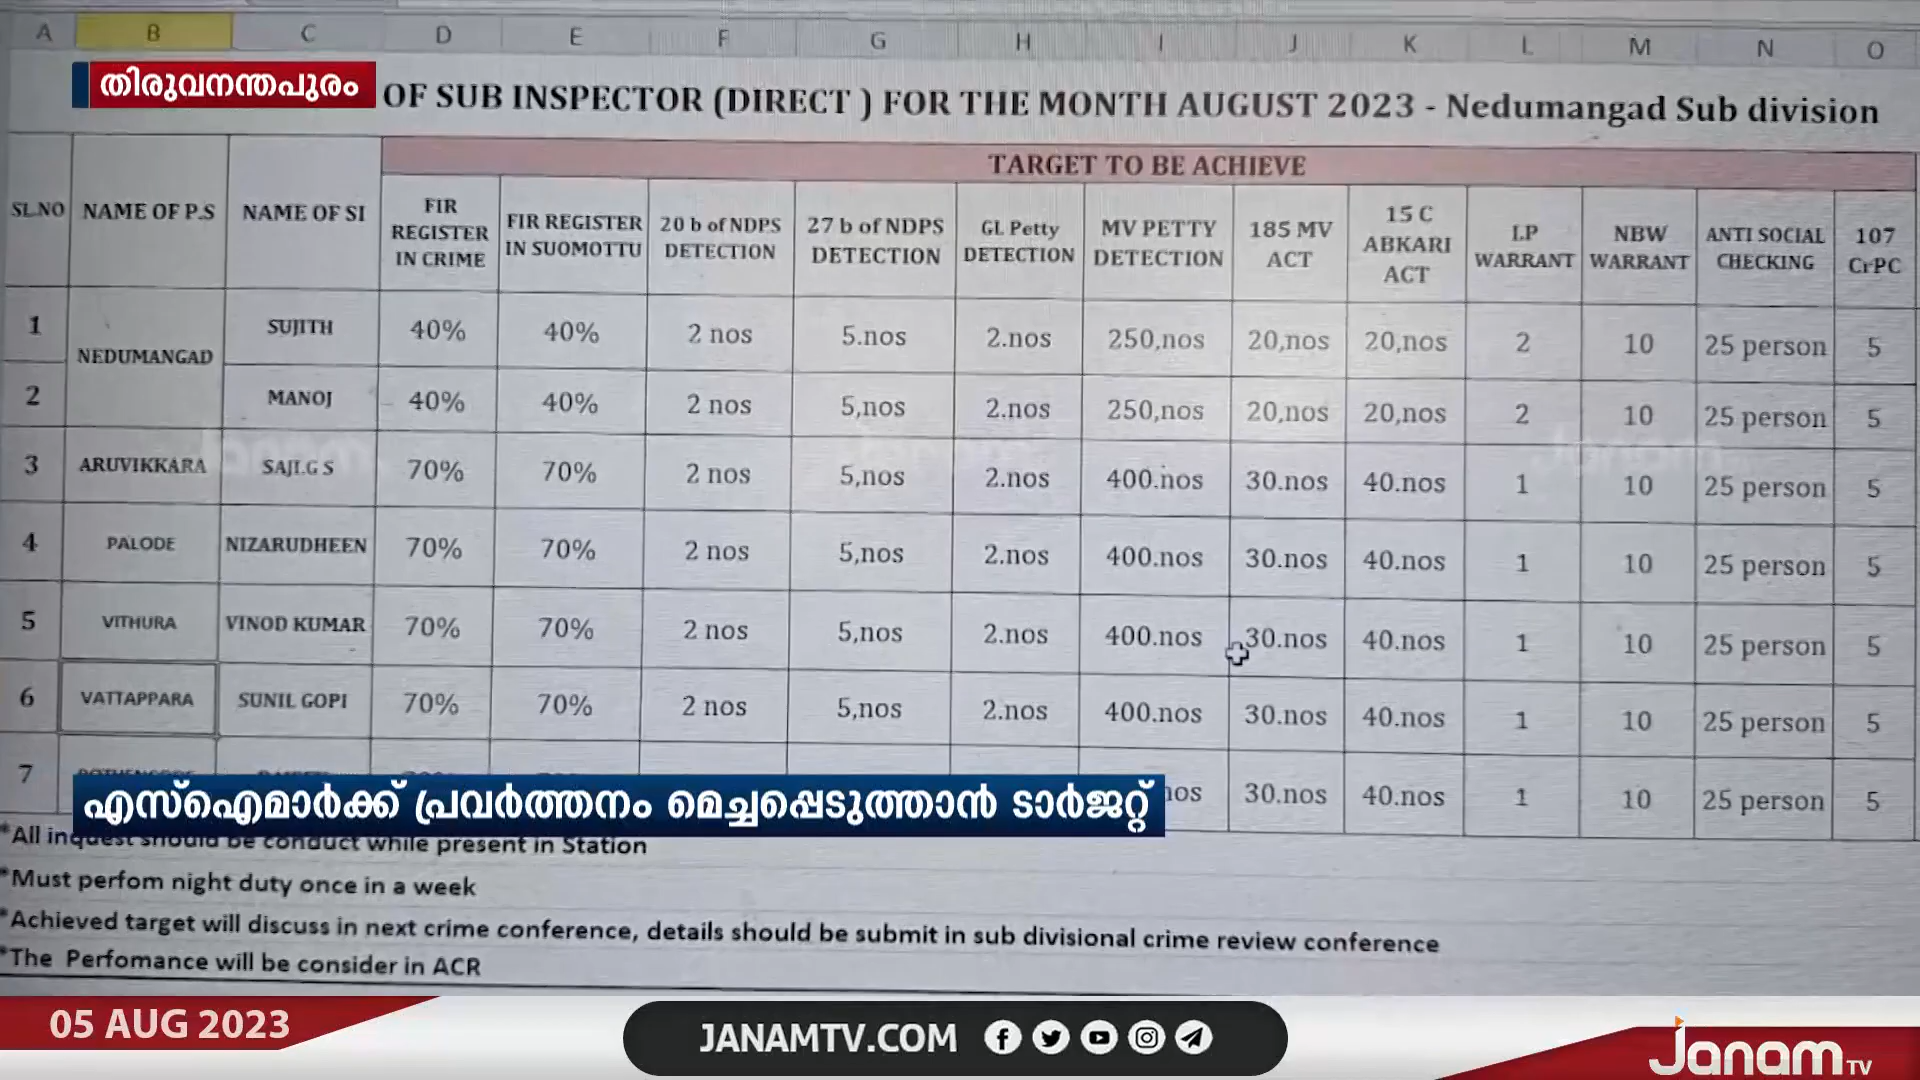 A B C D E F G H I J K L M N O
തിരുവനന്തപുരം
OF SUB INSPECTOR (DIRECT ) FOR THE MONTH AUGUST 2023 - Nedumangad Sub division
TARGET TO BE ACHIEVE
SL.NO NAME OF P.S NAME OF SI FIR REGISTER IN CRIME FIR REGISTER IN SUOMOTTU 20 b of NDPS DETECTION 27 b of NDPS DETECTION GL Petty DETECTION MV PETTY DETECTION 185 MV ACT 15 C ABKARI ACT LP WARRANT NBW WARRANT ANTI SOCIAL CHECKING 107 CrPC
1 NEDUMANGAD SUJITH 40% 40% 2 nos 5.nos 2.nos 250,nos 20,nos 20,nos 2 10 25 person 5
2 MANOJ 40% 40% 2 nos 5,nos 2.nos 250,nos 20,nos 20,nos 2 10 25 person 5
3 ARUVIKKARA SAJI.G S 70% 70% 2 nos 5,nos 2.nos 400.nos 30.nos 40.nos 1 10 25 person 5
4 PALODE NIZARUDHEEN 70% 70% 2 nos 5,nos 2.nos 400.nos 30.nos 40.nos 1 10 25 person 5
5 VITHURA VINOD KUMAR 70% 70% 2 nos 5,nos 2.nos 400.nos 30.nos 40.nos 1 10 25 person 5
6 VATTAPPARA SUNIL GOPI 70% 70% 2 nos 5,nos 2.nos 400.nos 30.nos 40.nos 1 10 25 person 5
7 30.nos 40.nos 1 10 25 person 5
എസ്ഐമാർക്ക് പ്രവർത്തനം മെച്ചപ്പെടുത്താൻ ടാർജറ്റ്
*All inquest should be conduct while present in Station
*Must perfom night duty once in a week
*Achieved target will discuss in next crime conference, details should be submit in sub divisional crime review conference
*The Perfomance will be consider in ACR
05 AUG 2023
JANAMTV.COM
Janam TV